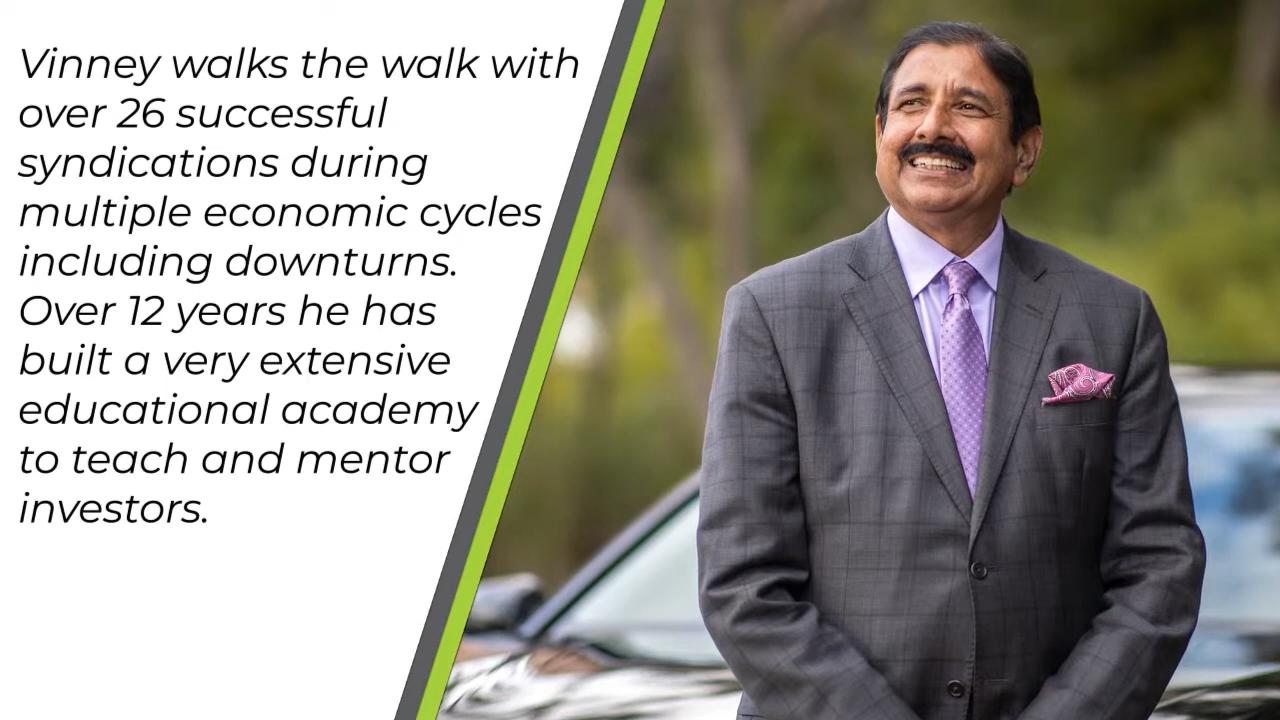 Vinney walks the walk with
over 26 successful
syndications during
multiple economic cycles
including downturns.
Over 12 years he has
built a very extensive
educational academy
to teach and mentor
investors.